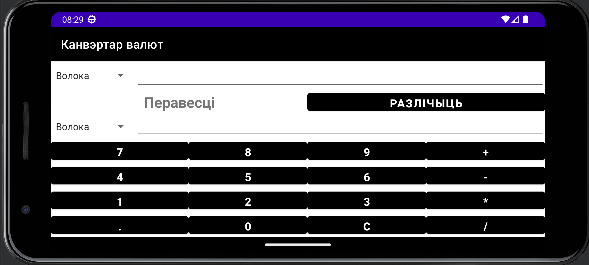 08:29
Канвэртар валют
Волока
Перавесці РАЗЛІЧЫЦЬ
Волока
7 8 9 +
4 5 6 -
1 2 3 *
. 0 C /